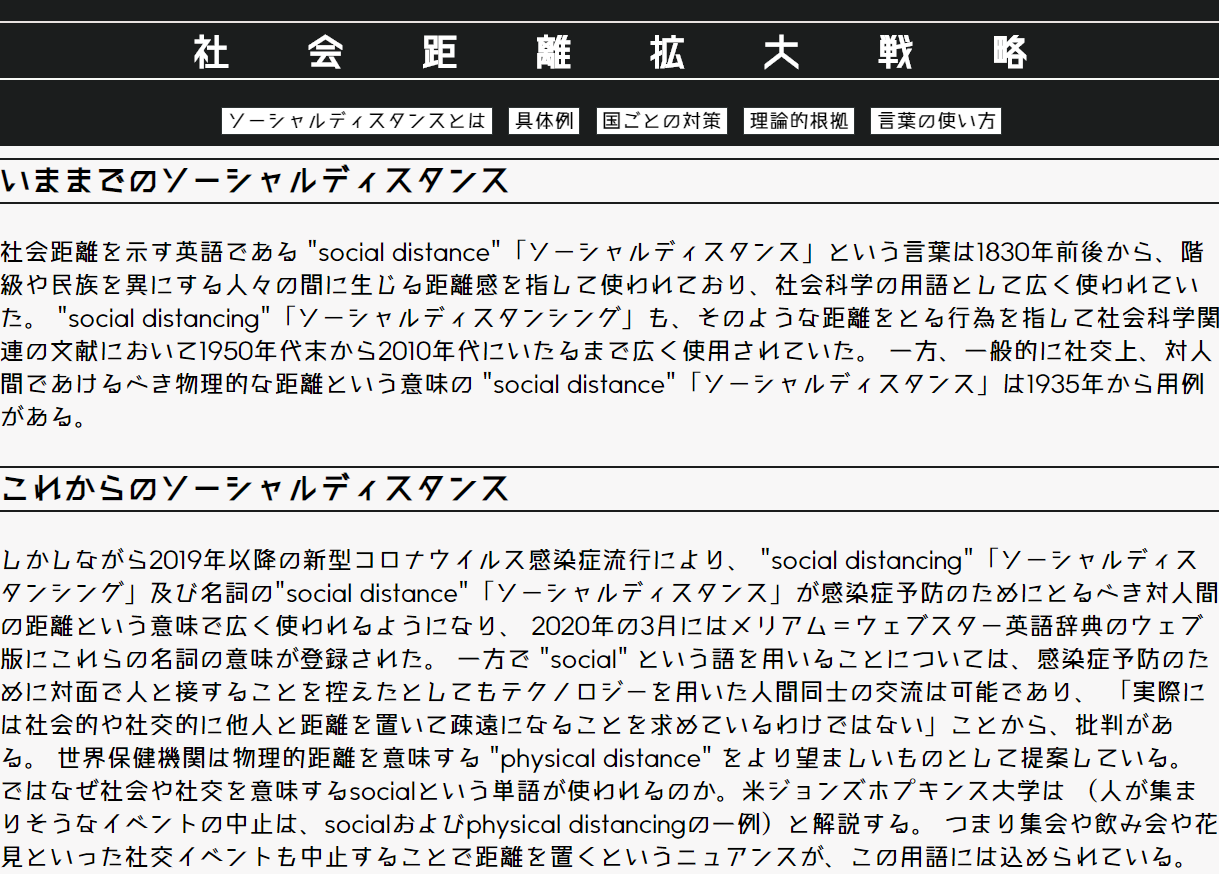 社会距離拡大戦略
ソーシャルディスタンスとは 具体例 国ごとの対策 理論的根拠 言葉の使い方
いままでのソーシャルディスタンス
社会距離を示す英語である "social distance"「ソーシャルディスタンス」という言葉は1830年前後から、階
級や民族を異にする人々の間に生じる距離感を指して使われており、社会科学の用語として広く使われてい
た。 "social distancing"「ソーシャルディスタンシング」も、そのような距離をとる行為を指して社会科学関
連の文献において1950年代末から2010年代にいたるまで広く使用されていた。 一方、一般的に社交上、対人
間であけるべき物理的な距離という意味の "social distance"「ソーシャルディスタンス」は1935年から用例
がある。
これからのソーシャルディスタンス
しかしながら2019年以降の新型コロナウイルス感染症流行により、 "social distancing"「ソーシャルディス
タンシング」及び名詞の"social distance"「ソーシャルディスタンス」が感染症予防のためにとるべき対人間
の距離という意味で広く使われるようになり、 2020年の3月にはメリアム＝ウェブスター英語辞典のウェブ
版にこれらの名詞の意味が登録された。 一方で "social" という語を用いることについては、感染症予防のた
めに対面で人と接することを控えたとしてもテクノロジーを用いた人間同士の交流は可能であり、 「実際に
は社会的や社交的に他人と距離を置いて疎遠になることを求めているわけではない」ことから、批判があ
る。 世界保健機関は物理的距離を意味する "physical distance" をより望ましいものとして提案している。
ではなぜ社会や社交を意味するsocialという単語が使われるのか。米ジョンズホプキンス大学は （人が集ま
りそうなイベントの中止は、socialおよびphysical distancingの一例）と解説する。 つまり集会や飲み会や花
見といった社交イベントも中止することで距離を置くというニュアンスが、この用語には込められている。